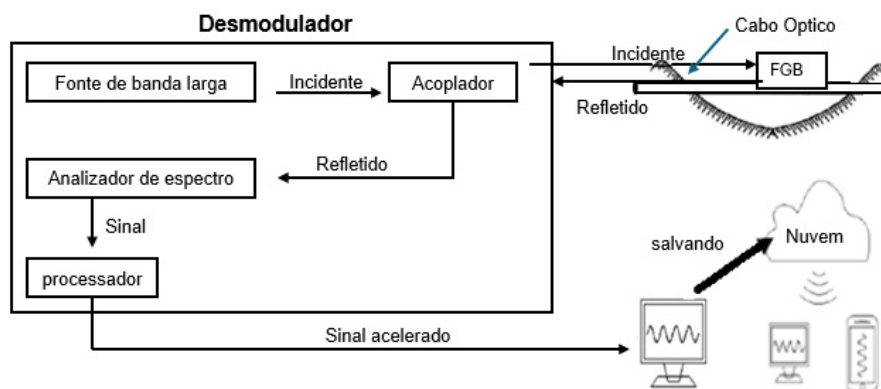 Desmodulador
Cabo Optico
Fonte de banda larga
Incidente
Acoplador
Incidente
FGB
Refletido
Refletido
Analizador de espectro
Sinal
processador
salvando
Nuvem
Sinal acelerado